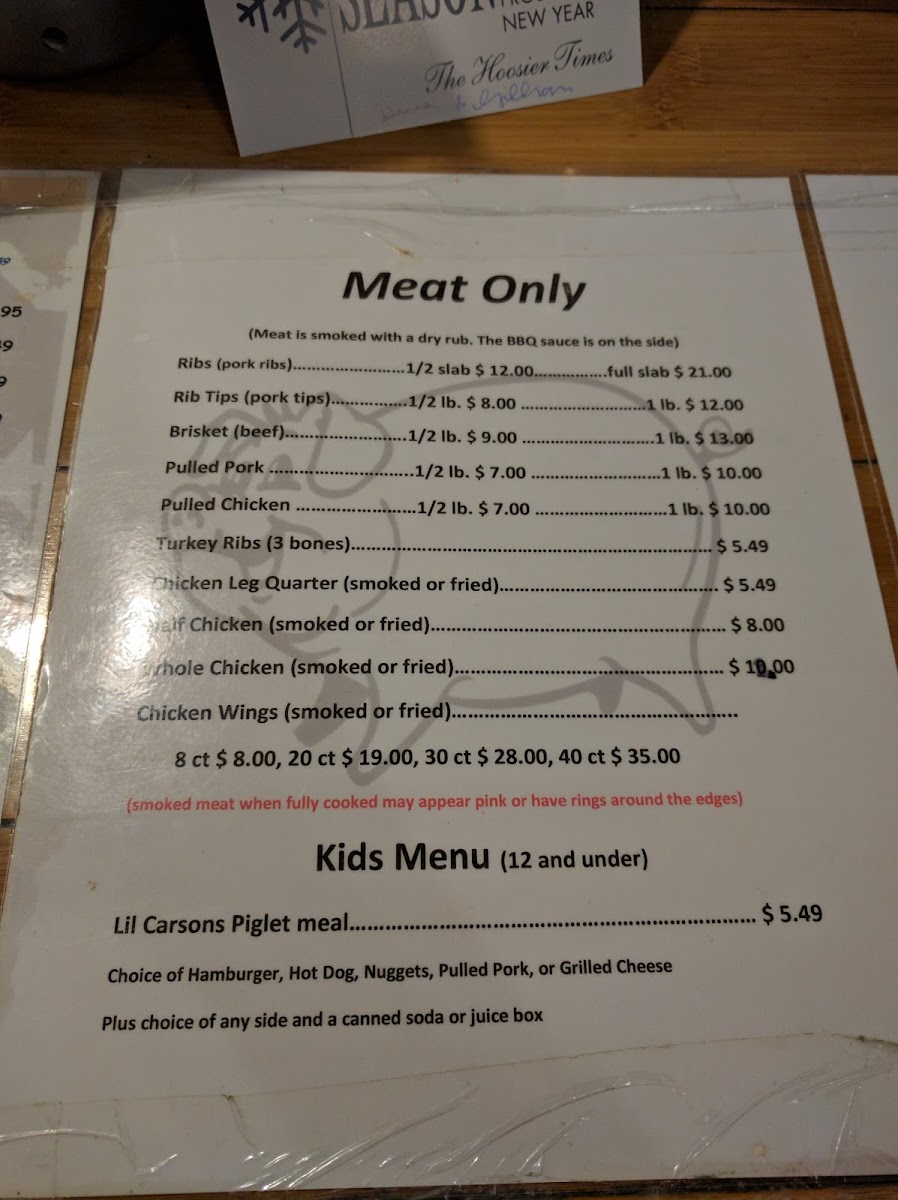 NEW YEAR
The Hoosier Times
95
Meat Only
(Meat is smoked with a dry rub. The BBQ sauce is on the side)
Ribs (pork ribs)......................1/2 slab $ 12.00...............full slab $ 21.00
Rib Tips (pork tips)...............1/2 lb. $ 8.00 .........................1 lb. $ 12.00
Brisket (beef)........................1/2 lb. $ 9.00 ..........................1 lb. $ 13.00
Pulled Pork ............................1/2 lb. $ 7.00 ..........................1 lb. $ 10.00
Pulled Chicken .......................1/2 lb. $ 7.00 ..........................1 lb. $ 10.00
Turkey Ribs (3 bones)...................................................................... $ 5.49
Chicken Leg Quarter (smoked or fried)........................................... $ 5.49
Half Chicken (smoked or fried)......................................................... $ 8.00
Whole Chicken (smoked or fried).................................................... $ 10.00
Chicken Wings (smoked or fried)......................................................
8 ct $ 8.00, 20 ct $ 19.00, 30 ct $ 28.00, 40 ct $ 35.00
(smoked meat when fully cooked may appear pink or have rings around the edges)
Kids Menu (12 and under)
Lil Carsons Piglet meal.................................................................. $ 5.49
Choice of Hamburger, Hot Dog, Nuggets, Pulled Pork, or Grilled Cheese
Plus choice of any side and a canned soda or juice box